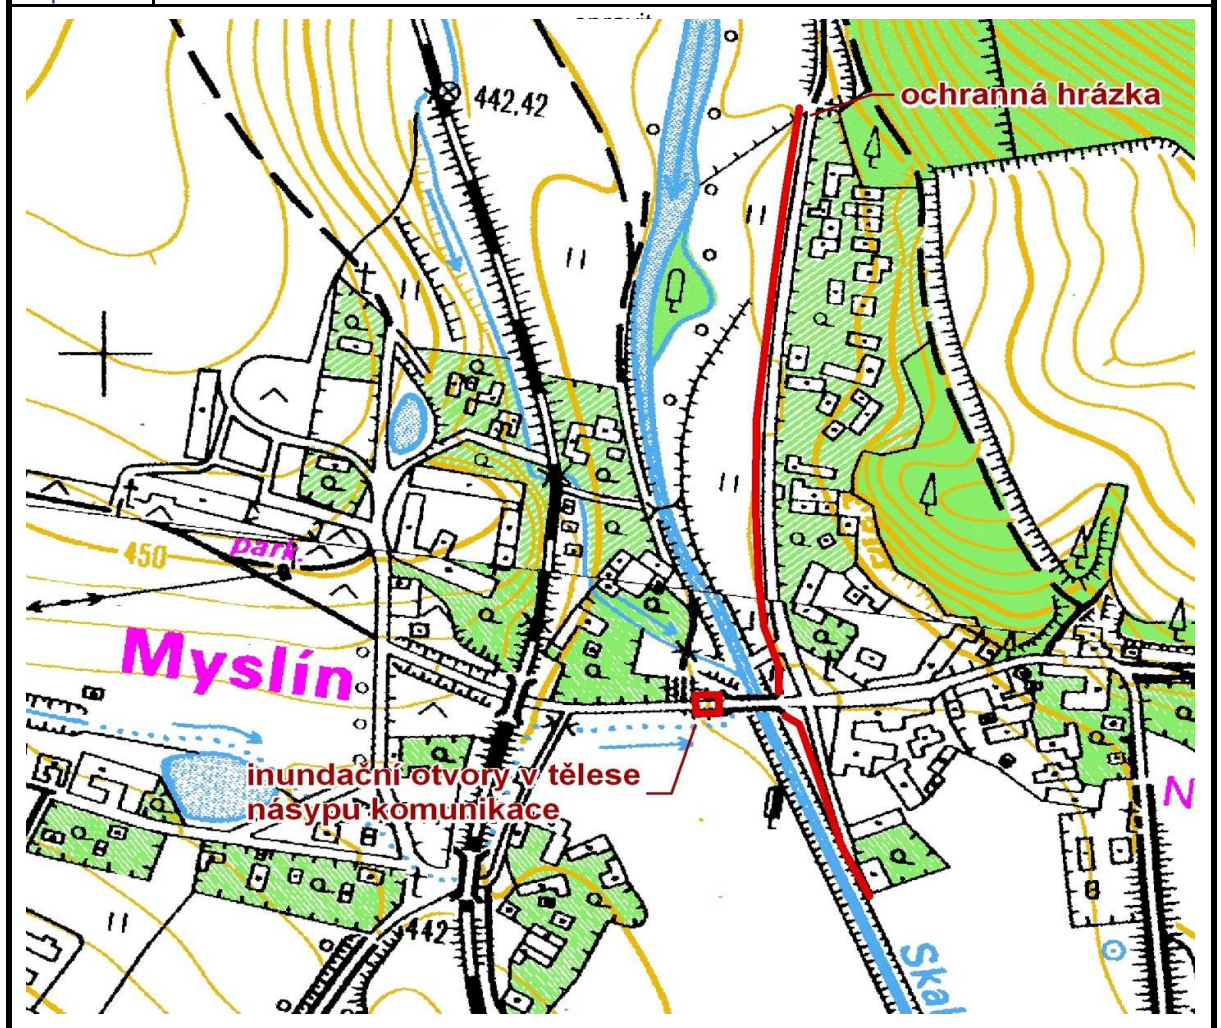 442.42
ochranná hrázka
450
park.
Myslín
inundační otvory v tělese
násypu komunikace
N
442
Skal